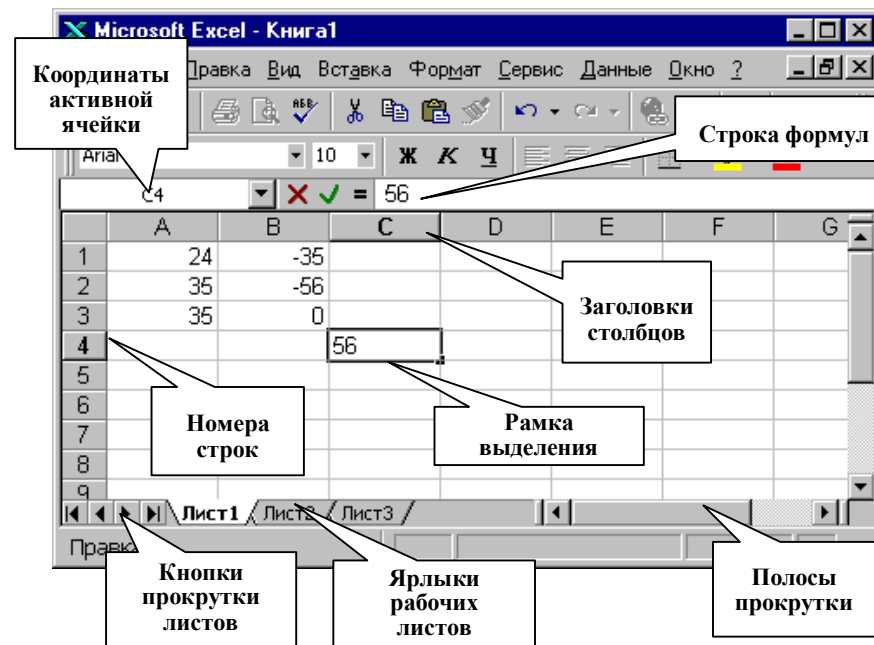 Microsoft Excel - Книга1
Координаты
активной
ячейки
Правка Вид Вставка Формат Сервис Данные Окно ?
Строка формул
10 Ж К Ч
C4 = 56
A B C D E F G
1 24 -35
2 35 -56
3 35 0
4 56
5
6
7
8
9
Заголовки
столбцов
Номера
строк
Рамка
выделения
Лист1 Лист2 Лист3
Кнопки
прокрутки
листов
Ярлыки
рабочих
листов
Полосы
прокрутки